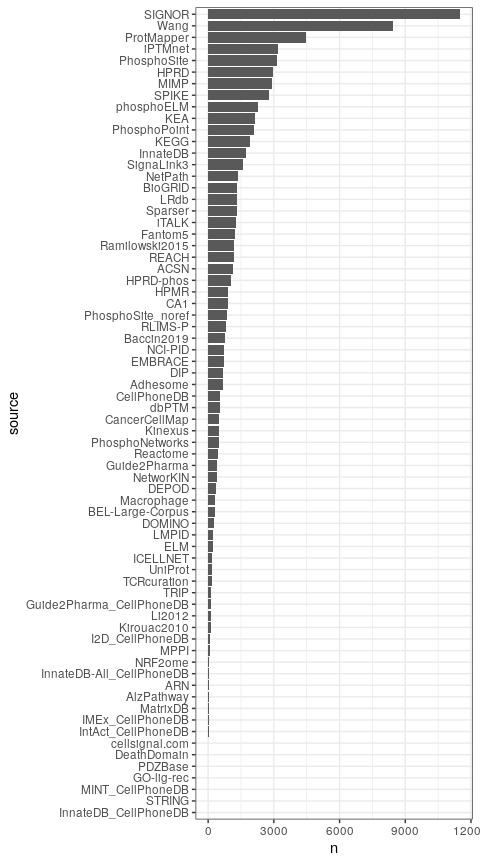 SIGNOR
Wang
ProtMapper
iPTMnet
PhosphoSite
HPRD
MIMP
SPIKE
phosphoELM
KEA
PhosphoPoint
KEGG
InnateDB
SignaLink3
NetPath
BioGRID
LRdb
Sparser
iTALK
Fantom5
Ramilowski2015
REACH
ACSN
HPRD-phos
HPMR
CA1
PhosphoSite_noref
RLIMS-P
Baccin2019
NCI-PID
EMBRACE
DIP
Adhesome
CellPhoneDB
dbPTM
CancerCellMap
Kinexus
PhosphoNetworks
Reactome
Guide2Pharma
NetworKIN
DEPOD
Macrophage
BEL-Large-Corpus
DOMINO
LMPID
ELM
ICELLNET
UniProt
TCRcuration
TRIP
Guide2Pharma_CellPhoneDB
Li2012
Kirouac2010
I2D_CellPhoneDB
MPPI
NRF2ome
InnateDB-All_CellPhoneDB
ARN
AlzPathway
MatrixDB
IMEx_CellPhoneDB
IntAct_CellPhoneDB
cellsignal.com
DeathDomain
PDZBase
GO-lig-rec
MINT_CellPhoneDB
STRING
InnateDB_CellPhoneDB
source
0 3000 6000 9000 12000
n